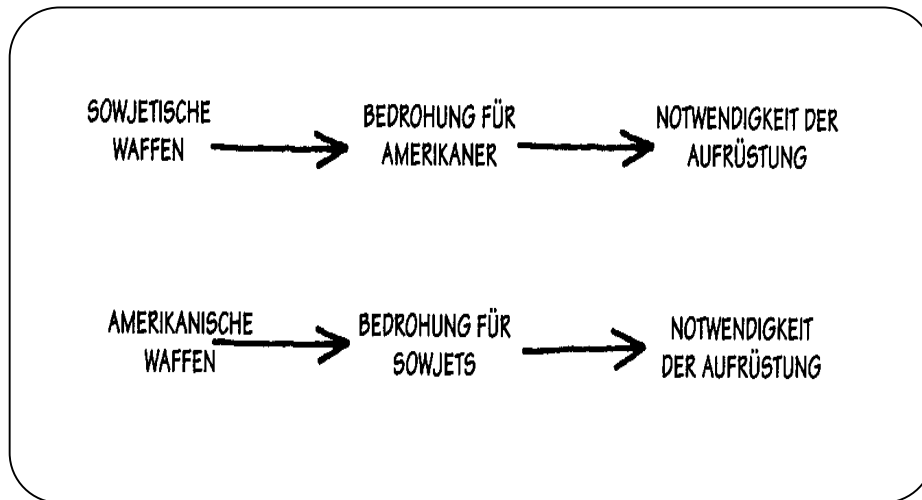 SOWJETISCHE
WAFFEN
BEDROHUNG FÜR
AMERIKANER
NOTWENDIGKEIT DER
AUFRÜSTUNG
AMERIKANISCHE
WAFFEN
BEDROHUNG FÜR
SOWJETS
NOTWENDIGKEIT
DER AUFRÜSTUNG